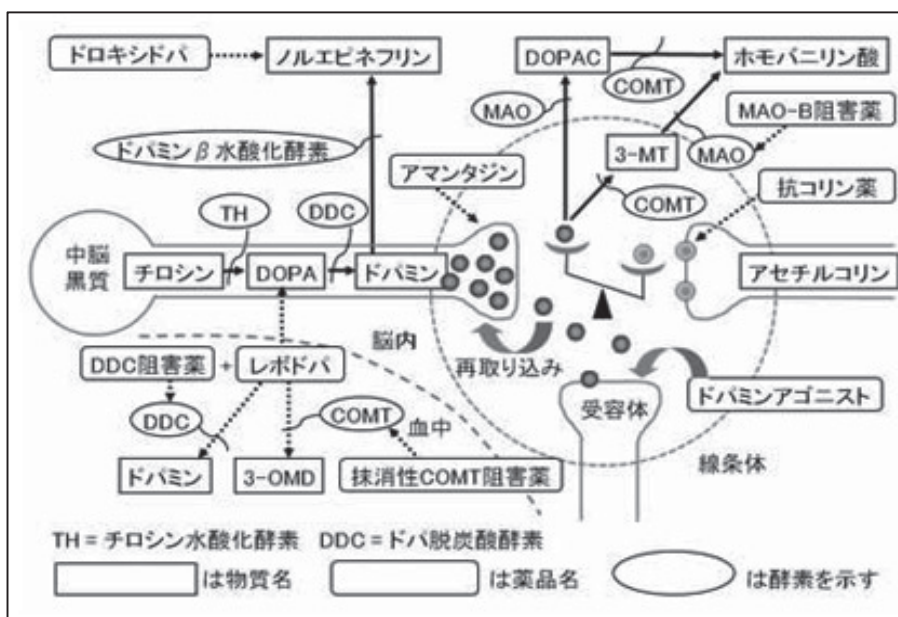 ドロキシドパ
ノルエピネフリン
DOPAC
ホモバニリン酸
COMT
MAO
MAO-B阻害薬
ドパミンβ水酸化酵素
3-MT
MAO
アマンタジン
抗コリン薬
TH
DDC
COMT
中脳
黒質
チロシン
DOPA
ドパミン
アセチルコリン
脳内
再取り込み
DDC阻害薬
+
レボドパ
ドパミンアゴニスト
受容体
DDC
COMT
血中
線条体
ドパミン
3-OMD
抹消性COMT阻害薬
TH = チロシン水酸化酵素 DDC = ドパ脱炭酸酵素
は物質名 は薬品名 は酵素を示す